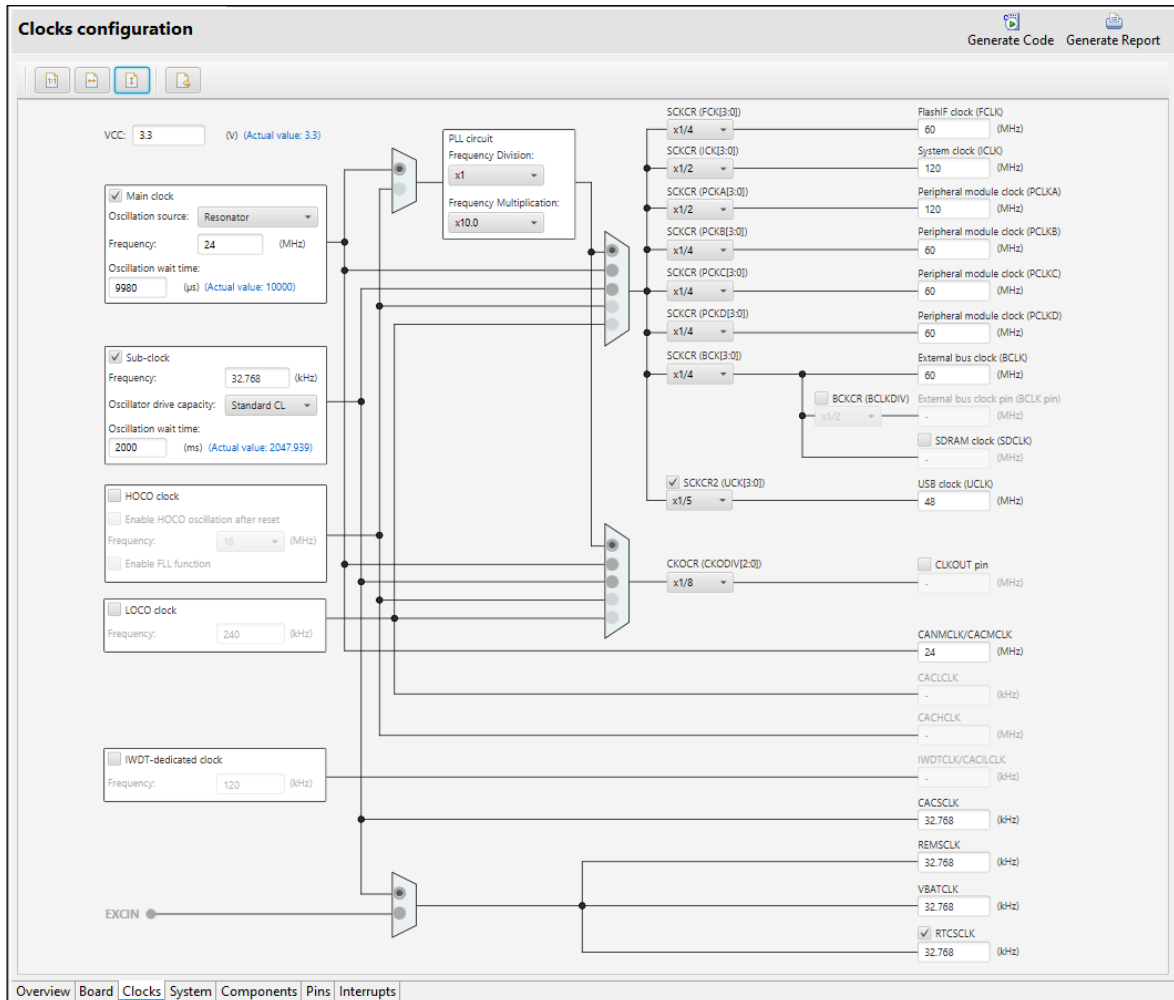 Clocks configuration
Generate Code
Generate Report
VCC: 3.3 (V) (Actual value: 3.3)
Main clock
Oscillation source: Resonator
Frequency: 24 (MHz)
Oscillation wait time:
9980 (μs) (Actual value: 10000)
Sub-clock
Frequency: 32.768 (kHz)
Oscillator drive capacity: Standard CL
Oscillation wait time:
2000 (ms) (Actual value: 2047.939)
HOCO clock
Enable HOCO oscillation after reset
Frequency: 16 (MHz)
Enable FLL function
LOCO clock
Frequency: 240 (kHz)
IWDT-dedicated clock
Frequency: 120 (kHz)
EXCIN
PLL circuit
Frequency Division:
x1
Frequency Multiplication:
x10.0
SCKCR (FCK[3:0])
x1/4
SCKCR (ICK[3:0])
x1/2
SCKCR (PCKA[3:0])
x1/2
SCKCR (PCKB[3:0])
x1/4
SCKCR (PCKC[3:0])
x1/4
SCKCR (PCKD[3:0])
x1/4
SCKCR (BCK[3:0])
x1/4
BCKCR (BCLKDIV)
x1/2
SCKCR2 (UCK[3:0])
x1/5
CKOCR (CKODIV[2:0])
x1/8
FlashIF clock (FCLK)
60 (MHz)
System clock (ICLK)
120 (MHz)
Peripheral module clock (PCLKA)
120 (MHz)
Peripheral module clock (PCLKB)
60 (MHz)
Peripheral module clock (PCLKC)
60 (MHz)
Peripheral module clock (PCLKD)
60 (MHz)
External bus clock (BCLK)
60 (MHz)
External bus clock pin (BCLK pin)
- (MHz)
SDRAM clock (SDCLK)
- (MHz)
USB clock (UCLK)
48 (MHz)
CLKOUT pin
- (MHz)
CANMCLK/CACMCLK
24 (MHz)
CACLCLK
- (kHz)
CACHCLK
- (MHz)
IWDTCLK/CACILCLK
- (kHz)
CACSCLK
32.768 (kHz)
REMSCLK
32.768 (kHz)
VBATCLK
32.768 (kHz)
RTCSCLK
32.768 (kHz)
Overview Board Clocks System Components Pins Interrupts